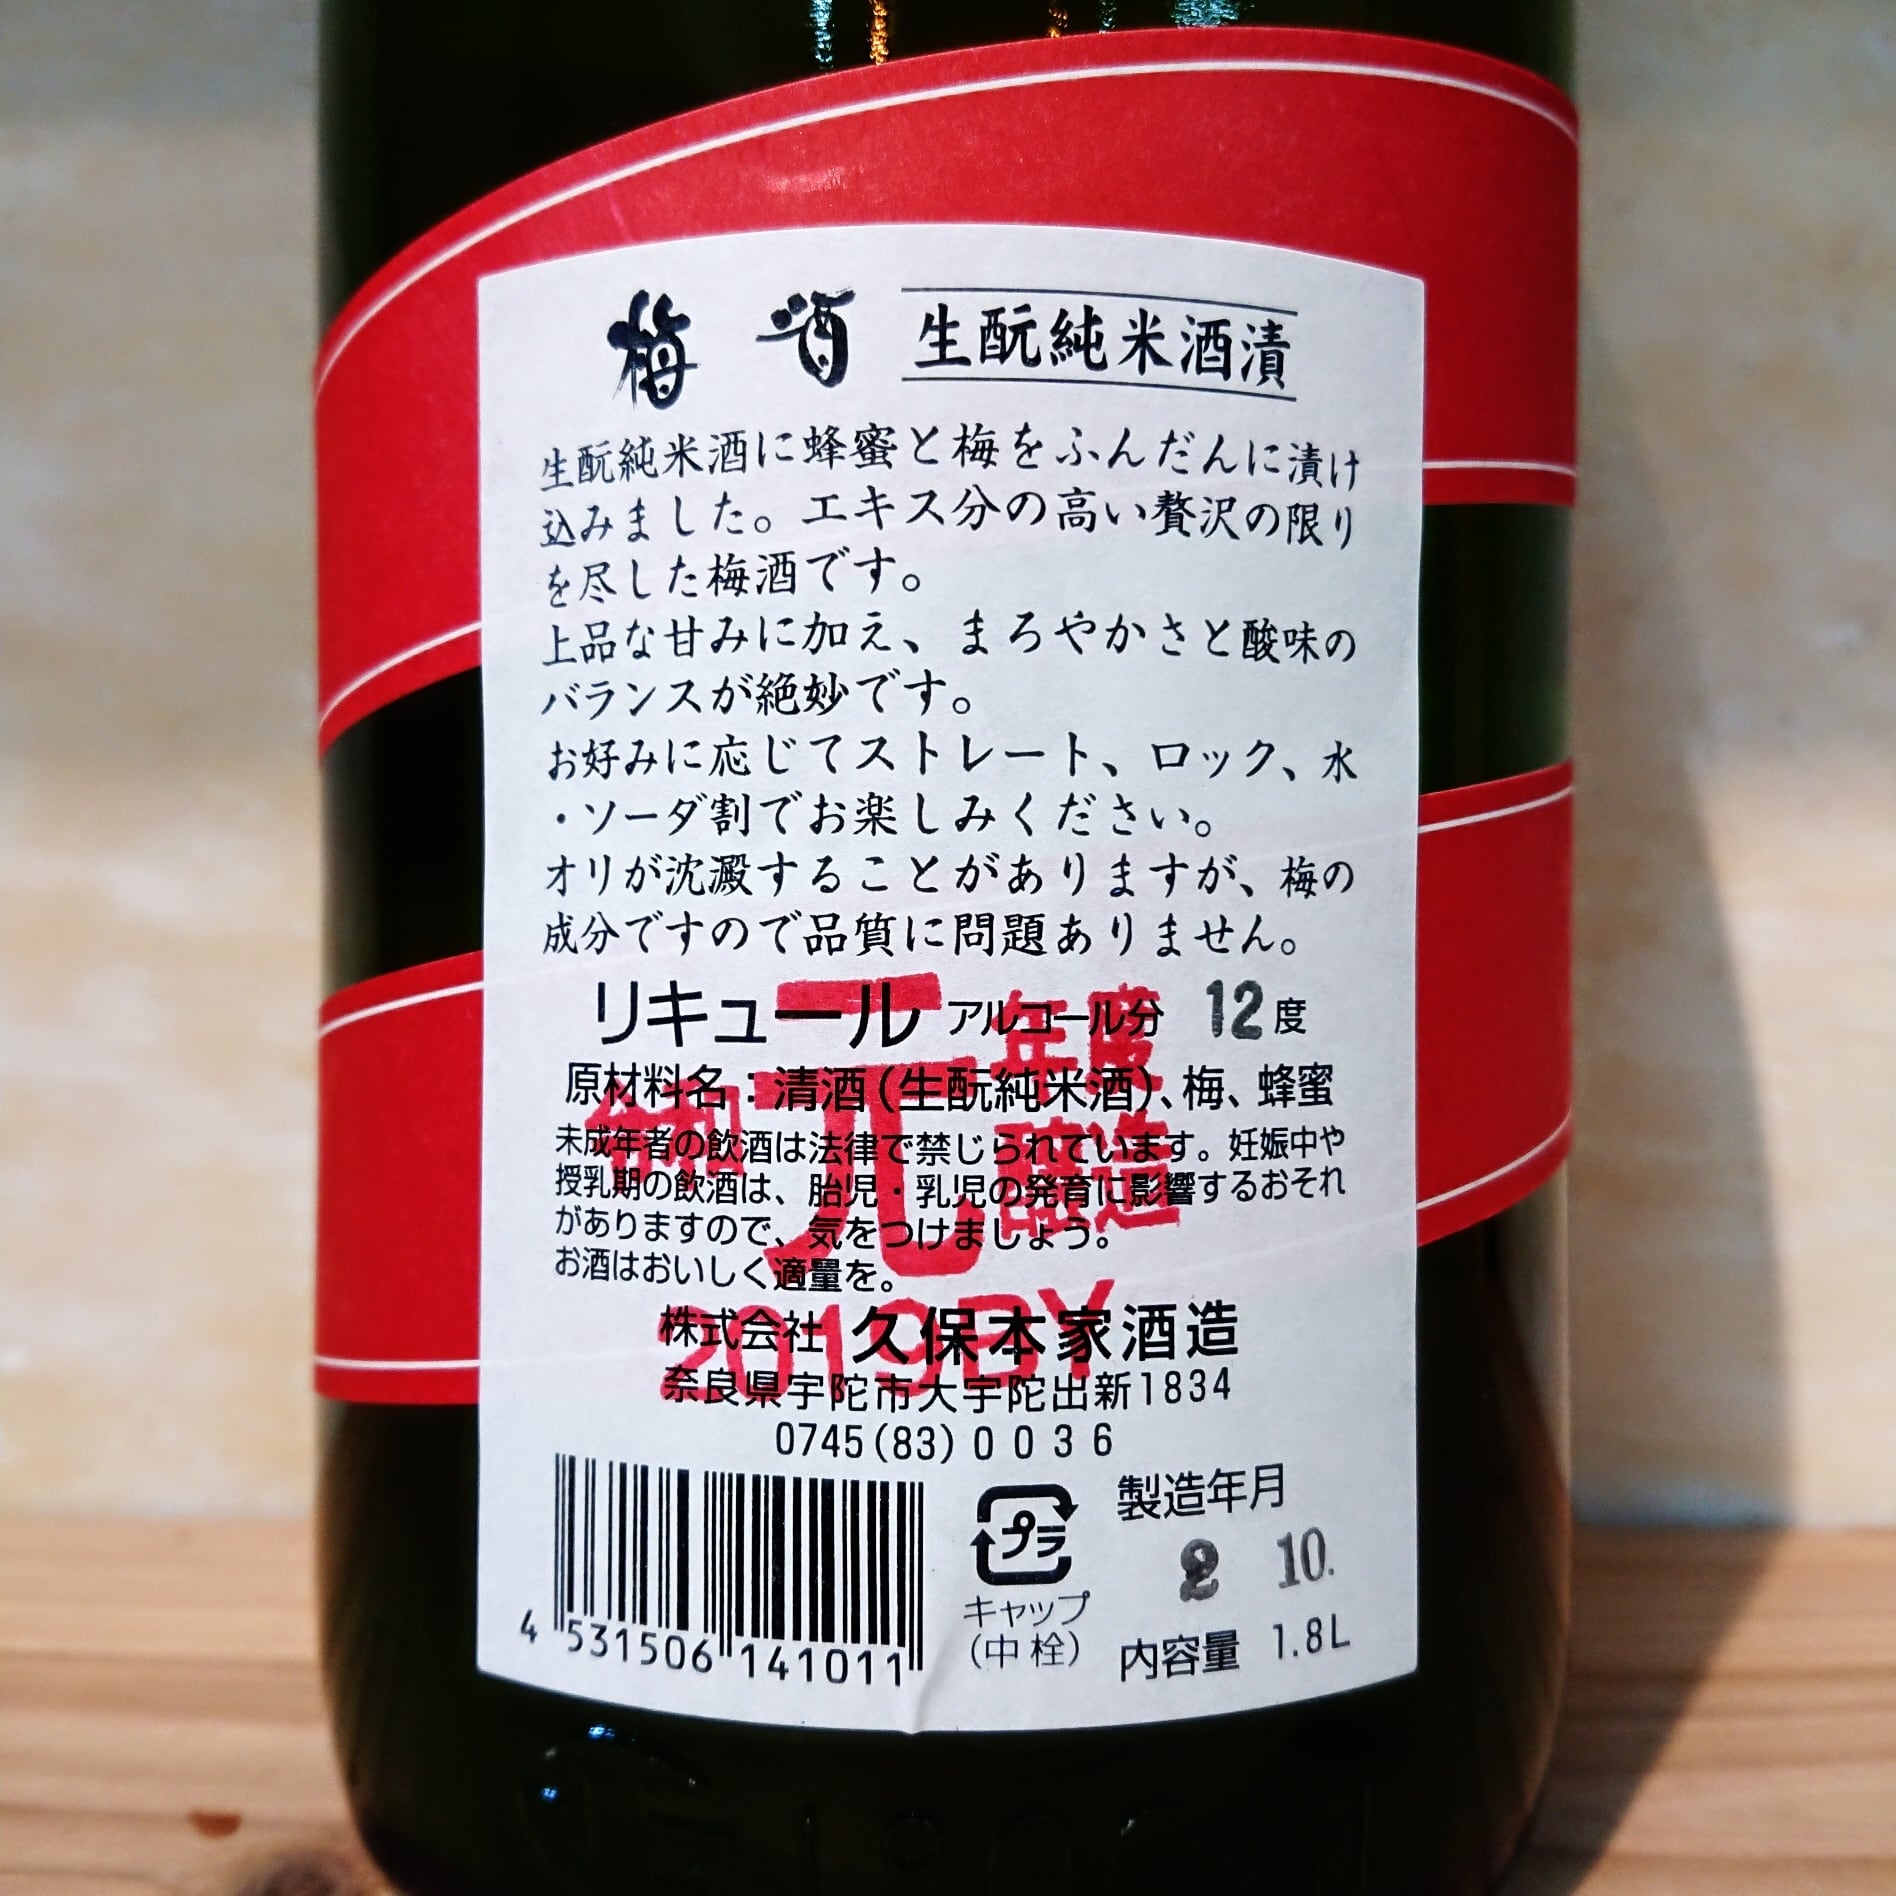 梅酒 生酛純米酒漬
生酛純米酒に蜂蜜と梅をふんだんに漬け
込みました。エキス分の高い贅沢の限り
を尽した梅酒です。
上品な甘みに加え、まろやかさと酸味の
バランスが絶妙です。
お好みに応じてストレート、ロック、水
・ソーダ割でお楽しみください。
オリが沈澱することがありますが、梅の
成分ですので品質に問題ありません。
リキュール アルコール分 12度
原材料名:清酒(生酛純米酒)、梅、蜂蜜
令和元年度醸造
2019BY
未成年者の飲酒は法律で禁じられています。妊娠中や
授乳期の飲酒は、胎児・乳児の発育に影響するおそれ
がありますので、気をつけましょう。
お酒はおいしく適量を。
株式会社 久保本家酒造
奈良県宇陀市大宇陀出新1834
0745(83)0036
製造年月
2 10.
プラ
キャップ
(中栓)
内容量 1.8L
4 531506 141011